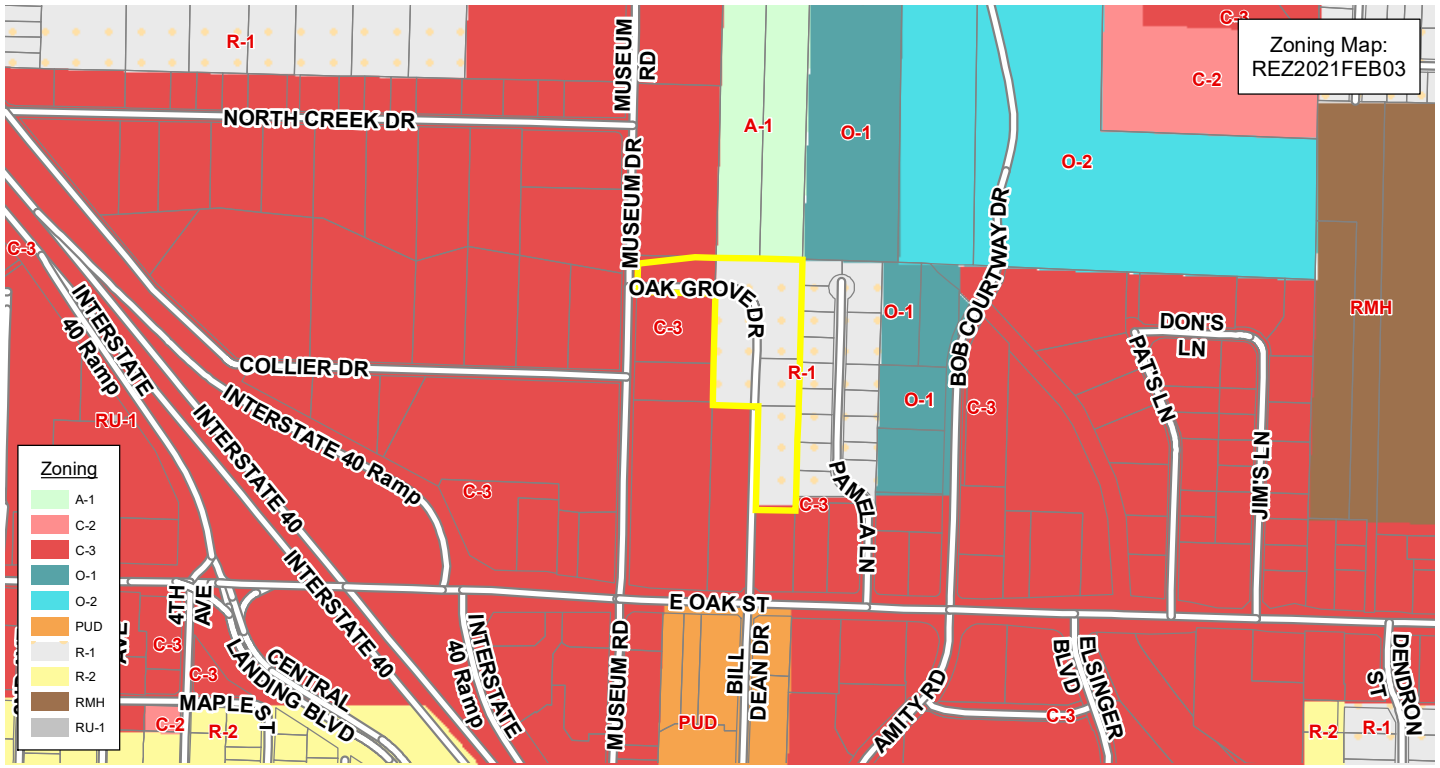 Zoning Map:
REZ2021FEB03
R-1
MUSEUM
RD
C-3
C-2
NORTH CREEK DR
A-1
O-1
O-2
MUSEUM DR
BOB COURTWAY DR
C-3
INTERSTATE
40 Ramp
OAK GROVE
DR
C-3
O-1
RMH
DON'S
LN
PAT'S LN
COLLIER DR
R-1
O-1
C-3
RU-1
INTERSTATE 40
INTERSTATE 40 Ramp
C-3
PAMELA LN
C-3
JIM'S LN
Zoning
A-1
C-2
C-3
O-1
O-2
PUD
R-1
R-2
RMH
RU-1
INTERSTATE 40
4TH
AVE
AVE
E OAK ST
INTERSTATE
40 Ramp
MUSEUM RD
BILL
DEAN DR
PUD
C-3
C-3
CENTRAL
LANDING BLVD
MAPLE ST
C-2
R-2
AMITY RD
ELSINGER
BLVD
C-3
DENDRON
ST
R-2
R-1